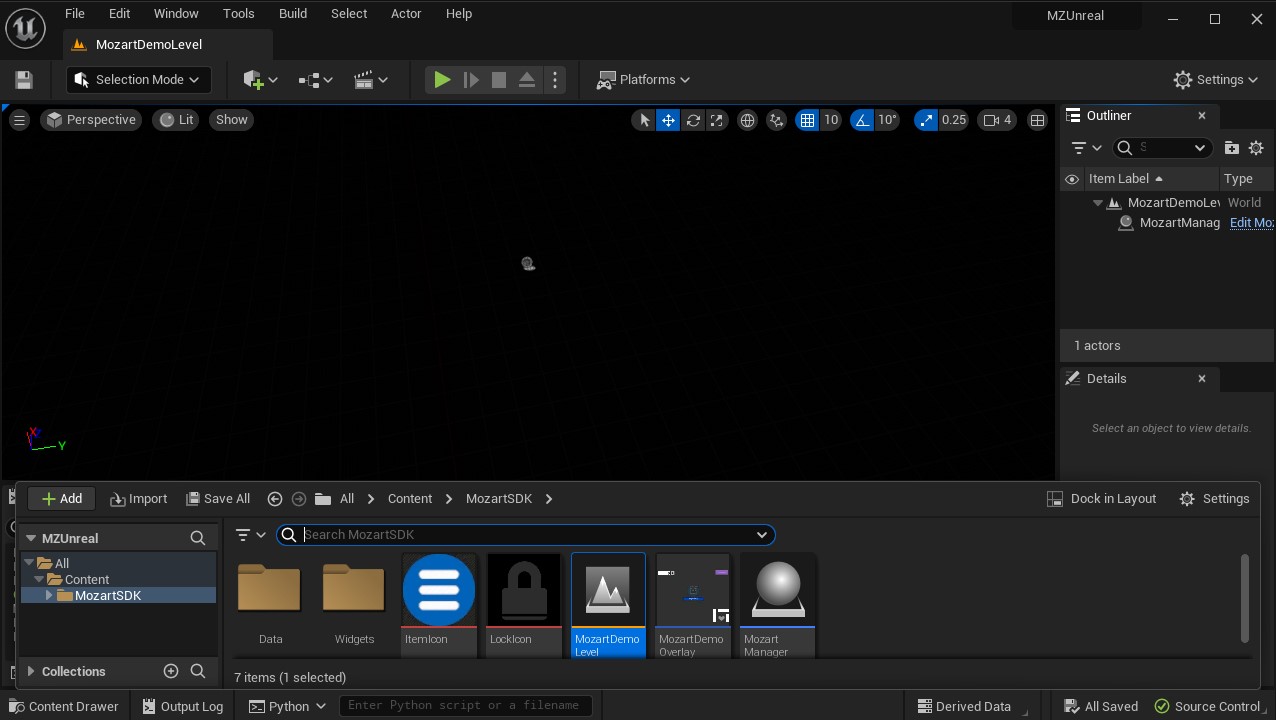 File Edit Window Tools Build Select Actor Help MZUnreal
MozartDemoLevel
Selection Mode Platforms Settings
Perspective Lit Show 10 10° 0.25 4 Outliner
S
Item Label Type
MozartDemoLev World
MozartManag Edit Moz
1 actors
Details
Select an object to view details.
X Y
Add Import Save All All Content MozartSDK Dock in Layout Settings
MZUnreal Search MozartSDK
All
Content
MozartSDK
Data Widgets ItemIcon LockIcon MozartDemo Level MozartDemo Overlay Mozart Manager
Collections
7 items (1 selected)
Content Drawer Output Log Python Enter Python script or a filename Derived Data All Saved Source Control